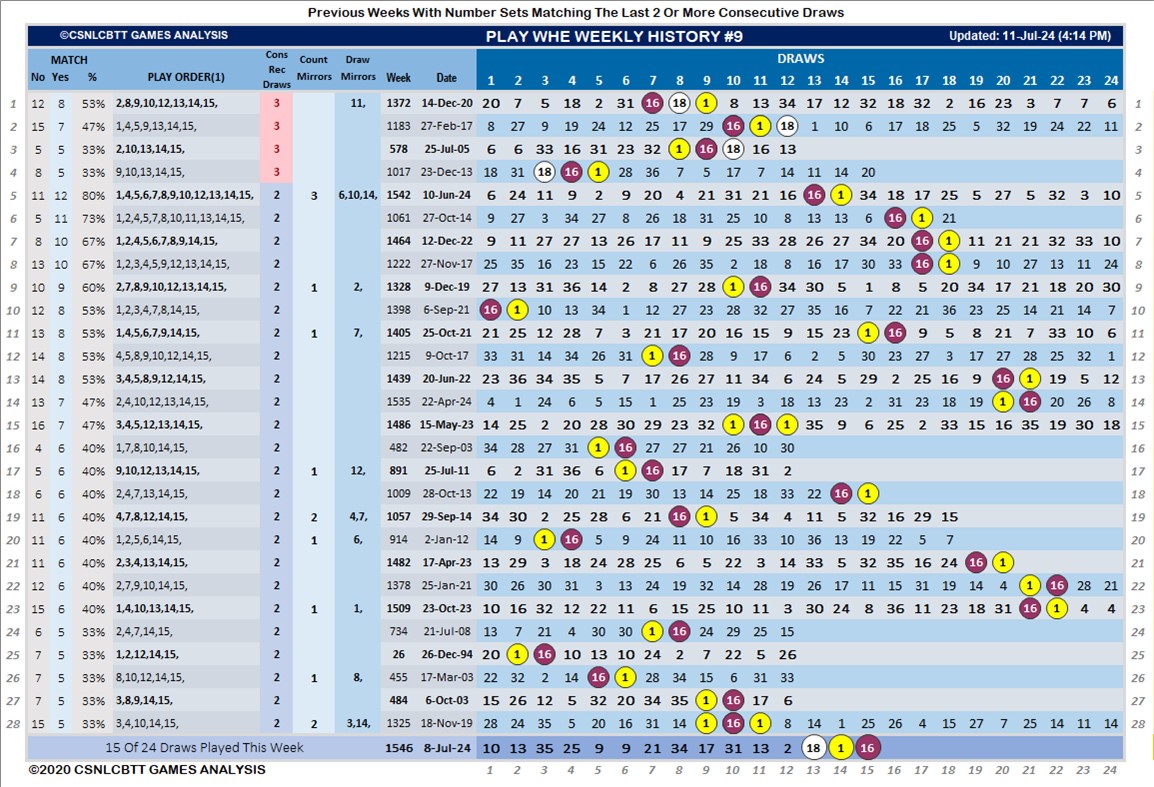 Previous Weeks With Number Sets Matching The Last 2 Or More Consecutive Draws
©CSNLCBTT GAMES ANALYSIS PLAY WHE WEEKLY HISTORY #9 Updated: 11-Jul-24 (4:14 PM)
MATCH Cons Rec Draws Count Mirrors Draw Mirrors DRAWS
No Yes % PLAY ORDER(1) Week Date 1 2 3 4 5 6 7 8 9 10 11 12 13 14 15 16 17 18 19 20 21 22 23 24
1 12 8 53% 2,8,9,10,12,13,14,15, 3 11, 1372 14-Dec-20 20 7 5 18 2 31 16 18 1 8 13 34 17 12 32 18 32 2 16 23 3 7 7 6 1
2 15 7 47% 1,4,5,9,13,14,15, 3 1183 27-Feb-17 8 27 9 19 24 12 25 17 29 16 11 18 1 10 6 17 18 25 5 32 19 24 22 11 2
3 5 5 33% 2,10,13,14,15, 3 578 25-Jul-05 6 6 33 16 31 23 32 1 16 18 16 13 3
4 8 5 33% 9,10,13,14,15, 3 1017 23-Dec-13 18 31 18 16 1 28 36 7 5 17 7 14 11 14 15 20 4
5 11 12 80% 1,4,5,6,7,8,9,10,12,13,14,15, 2 3 6,10,14, 1542 10-Jun-24 6 24 11 9 2 9 20 4 21 31 21 16 16 1 34 18 17 25 5 27 5 32 3 10 5
6 5 11 73% 1,2,4,5,7,8,10,11,13,14,15, 2 1061 27-Oct-14 9 27 3 34 27 8 26 18 31 25 10 8 13 13 6 16 1 21 6
7 8 10 67% 1,2,4,5,6,7,8,9,14,15, 2 1464 12-Dec-22 9 11 27 27 13 26 17 11 9 25 33 28 26 27 34 20 16 1 11 21 21 32 33 10 7
8 13 10 67% 1,2,3,4,5,9,12,13,14,15, 2 1222 27-Nov-17 25 35 16 23 15 22 6 26 35 2 18 8 16 17 30 33 16 1 9 10 27 13 11 24 8
9 10 9 60% 2,7,8,9,10,12,13,14,15, 2 1 2, 1328 9-Dec-19 27 13 31 36 14 2 8 27 28 1 16 34 30 5 1 8 5 20 34 17 21 18 20 30 9
10 13 8 53% 1,2,3,4,7,8,14,15, 2 1398 6-Sep-21 16 1 10 13 34 1 12 27 23 28 32 27 35 16 7 22 21 36 23 25 14 21 14 7 10
11 13 8 53% 1,4,5,6,7,9,14,15, 2 1 7, 1405 25-Oct-21 21 25 12 28 7 3 21 17 20 16 15 9 15 23 1 16 9 5 8 21 7 33 10 6 11
12 14 8 53% 4,5,8,9,10,12,14,15, 2 1215 9-Oct-17 33 31 14 34 26 31 1 16 28 9 17 6 2 5 30 23 27 3 17 27 28 25 32 1 12
13 14 8 53% 3,4,5,8,9,12,14,15, 2 1439 20-Jun-22 23 36 34 35 5 7 17 26 27 11 34 6 24 5 29 2 25 16 9 16 1 19 5 12 13
14 13 7 47% 2,4,10,12,13,14,15, 2 1535 22-Apr-24 4 1 24 6 5 15 1 25 23 19 3 18 13 23 2 31 23 18 19 1 16 20 26 8 14
15 16 7 47% 3,4,5,12,13,14,15, 2 1486 15-May-23 14 25 2 20 28 30 29 23 32 1 16 1 35 9 6 25 2 33 15 16 35 19 30 18 15
16 4 6 40% 1,7,8,10,14,15, 2 482 22-Sep-03 34 28 27 31 1 16 27 27 21 26 10 30 16
17 5 6 40% 9,10,12,13,14,15, 2 1 12, 891 25-Jul-11 6 2 31 36 6 1 16 17 7 18 31 2 17
18 6 6 40% 2,4,7,13,14,15, 2 1009 28-Oct-13 22 19 14 20 21 19 30 13 14 25 18 33 22 16 1 18
19 11 6 40% 4,7,8,12,14,15, 2 2 4,7, 1057 29-Sep-14 34 30 2 25 28 6 21 16 1 5 34 4 11 5 32 16 29 15 19
20 11 6 40% 1,2,5,6,14,15, 2 1 6, 914 2-Jan-12 14 9 1 16 5 9 24 11 10 16 33 10 36 13 19 22 5 7 20
21 11 6 40% 2,3,4,13,14,15, 2 1482 17-Apr-23 13 29 3 18 24 28 25 6 5 22 3 14 33 5 32 35 16 24 16 1 21
22 12 6 40% 2,7,9,10,14,15, 2 1378 25-Jan-21 30 26 30 31 3 13 24 19 32 14 28 19 26 17 11 15 31 19 14 4 1 16 28 21 22
23 15 6 40% 1,4,10,13,14,15, 2 1 1, 1509 23-Oct-23 10 16 32 12 22 11 6 15 25 10 11 3 30 24 8 36 11 23 18 31 16 1 4 4 23
24 6 5 33% 2,4,7,14,15, 2 734 21-Jul-08 13 7 21 4 30 30 1 16 24 29 25 15 24
25 7 5 33% 1,2,12,14,15, 2 26 26-Dec-94 20 1 16 10 13 10 24 2 7 22 5 26 25
26 7 5 33% 8,10,12,14,15, 2 1 8, 455 17-Mar-03 22 32 2 14 16 1 28 34 15 6 31 33 26
27 7 5 33% 3,8,9,14,15, 2 484 6-Oct-03 15 26 12 5 32 20 34 35 1 16 17 6 27
28 15 5 33% 3,4,10,14,15, 2 2 3,14, 1325 18-Nov-19 28 24 35 5 20 16 31 14 1 16 1 8 14 1 25 26 4 15 27 7 25 14 11 14 28
15 Of 24 Draws Played This Week 1546 8-Jul-24 10 13 35 25 9 9 21 34 17 31 13 2 18 1 16
©2020 CSNLCBTT GAMES ANALYSIS 1 2 3 4 5 6 7 8 9 10 11 12 13 14 15 16 17 18 19 20 21 22 23 24